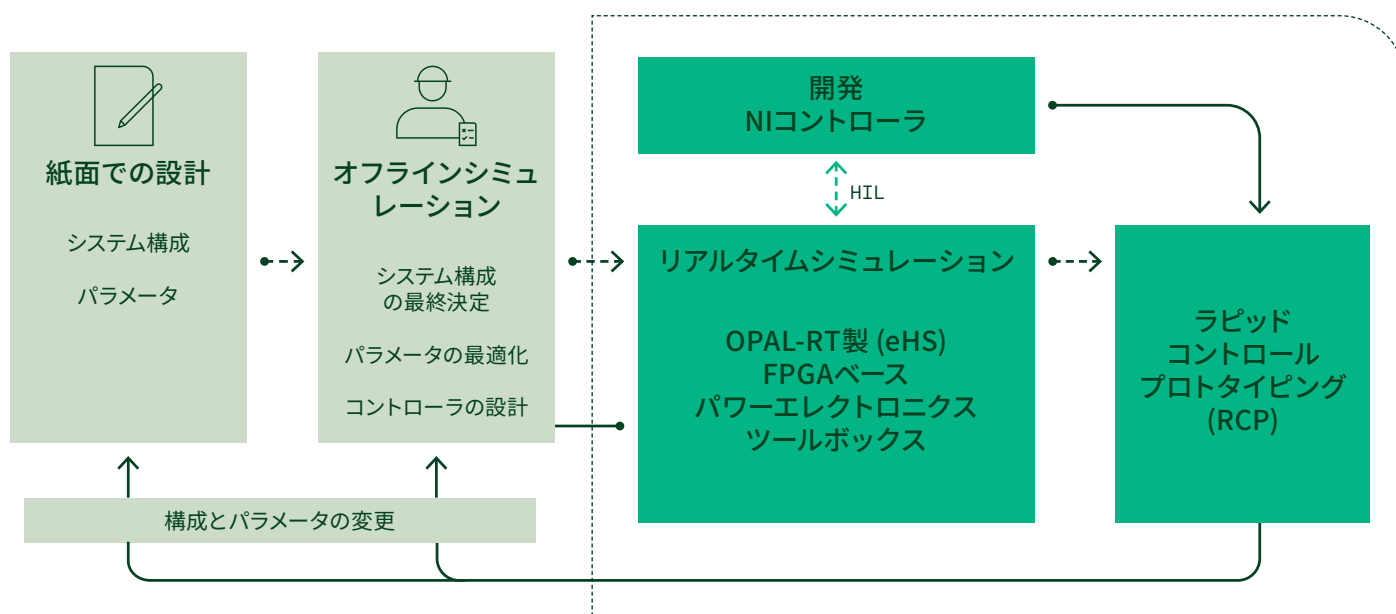 紙面での設計
システム構成
パラメータ
オフラインシミュ
レーション
システム構成
の最終決定
パラメータの最適化
コントローラの設計
開発
NIコントローラ
HIL
リアルタイムシミュレーション
OPAL-RT製 (eHS)
FPGAベース
パワーエレクトロニクス
ツールボックス
ラピッド
コントロール
プロトタイピング
(RCP)
構成とパラメータの変更